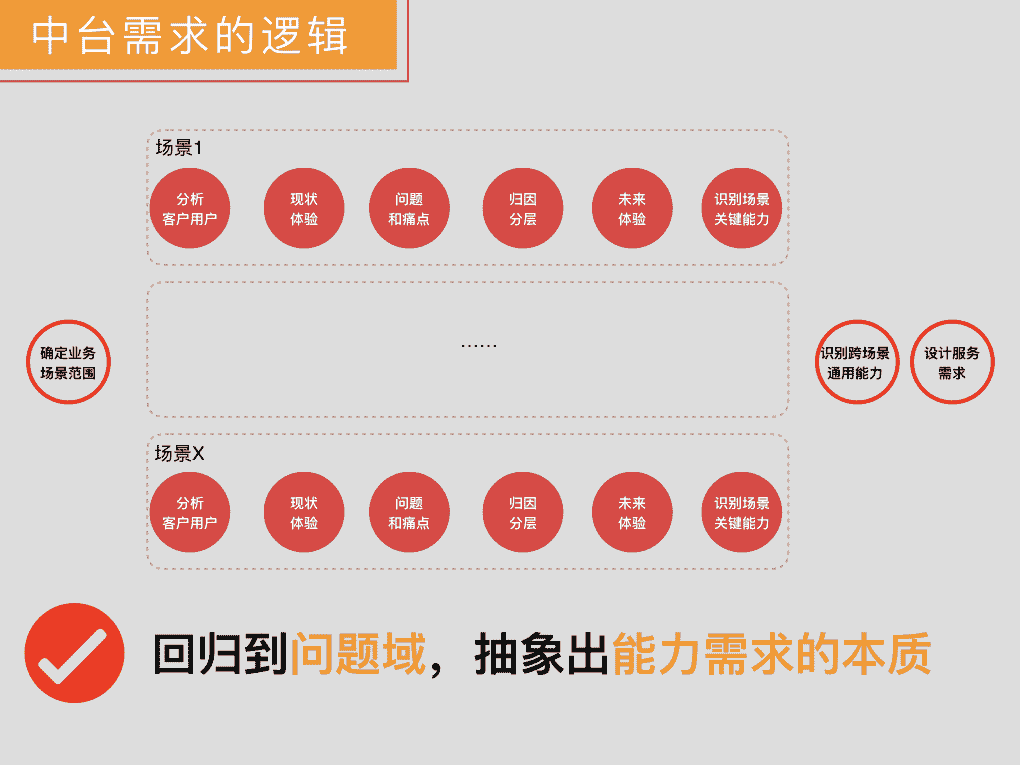 中台需求的逻辑
场景1
分析
客户用户
现状
体验
问题
和痛点
归因
分层
未来
体验
识别场景
关键能力
确定业务
场景范围
……
识别跨场景
通用能力
设计服务
需求
场景X
分析
客户用户
现状
体验
问题
和痛点
归因
分层
未来
体验
识别场景
关键能力
回归到问题域，抽象出能力需求的本质